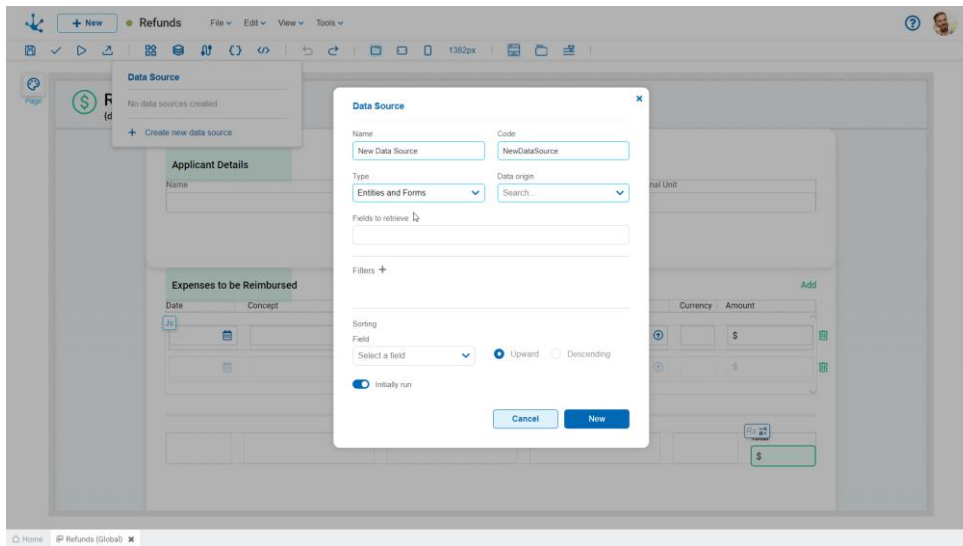 + New
Refunds
File
Edit
View
Tools
?
1382px
Page
Data Source
No data sources created
+ Create new data source
$
R
{d
Applicant Details
Name
nal Unit
Expenses to be Reimbursed
Add
Date
Concept
Currency
Amount
Js
$
$
Rx
$
Data Source
Name
Code
New Data Source
NewDataSource
Type
Data origin
Entities and Forms
Search...
Fields to retrieve
Filters +
Sorting
Field
Select a field
Upward
Descending
Initially run
Cancel
New
Home
Refunds (Global)